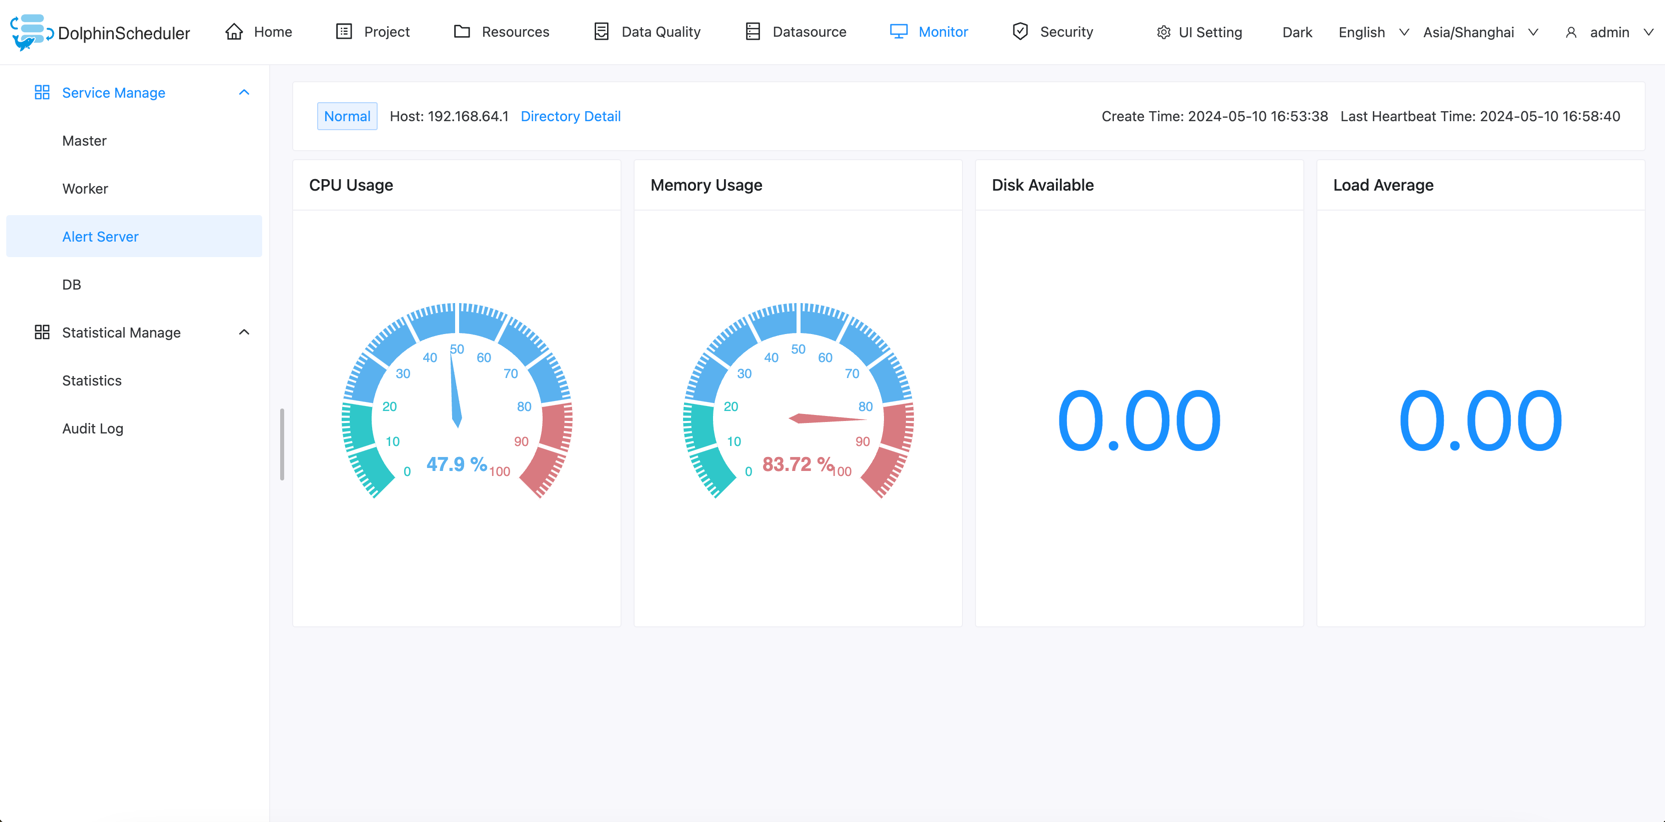 DolphinScheduler Home Project Resources Data Quality Datasource Monitor Security UI Setting Dark English Asia/Shanghai admin
Service Manage
Master
Worker
Alert Server
DB
Statistical Manage
Statistics
Audit Log
Normal Host: 192.168.64.1 Directory Detail Create Time: 2024-05-10 16:53:38 Last Heartbeat Time: 2024-05-10 16:58:40
CPU Usage
0
10
20
30
40
50
60
70
80
90
100
47.9 %
Memory Usage
0
10
20
30
40
50
60
70
80
90
100
83.72 %
Disk Available
0.00
Load Average
0.00